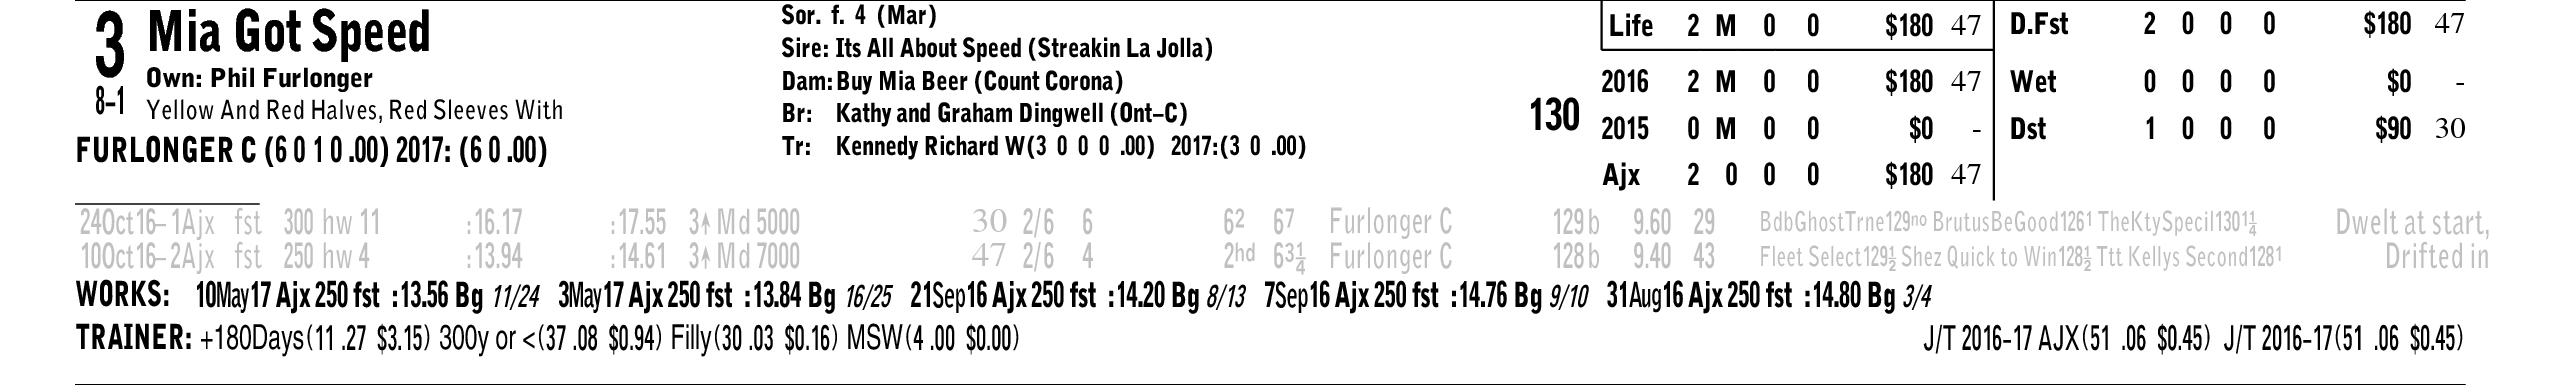 3 Mia Got Speed
Own: Phil Furlonger
8–1 Yellow And Red Halves, Red Sleeves With
FURLONGER C (6 0 1 0 .00) 2017: (6 0 .00)
Sor. f. 4 (Mar)
Sire: Its All About Speed (Streakin La Jolla)
Dam: Buy Mia Beer (Count Corona)
Br: Kathy and Graham Dingwell (Ont–C)
Tr: Kennedy Richard W(3 0 0 0 .00) 2017:(3 0 .00)
130
Life 2 M 0 0 $180 47
2016 2 M 0 0 $180 47
2015 0 M 0 0 $0 -
Ajx 2 0 0 0 $180 47
D.Fst 2 0 0 0 $180 47
Wet 0 0 0 0 $0 -
Dst 1 0 0 0 $90 30
24Oct16–1Ajx fst 300 hw 11 :16.17 :17.55 3↑ Md 5000 30 2/6 6 6² 6⁷ Furlonger C 129 b 9.60 29 BdbGhostTrne129ⁿᵒ BrutusBeGood126¹ TheKtySpecil130¹¼ Dwelt at start,
10Oct16–2Ajx fst 250 hw 4 :13.94 :14.61 3↑ Md 7000 47 2/6 4 2ʰᵈ 6³¼ Furlonger C 128 b 9.40 43 Fleet Select129½ Shez Quick to Win128½ Ttt Kellys Second128¹ Drifted in
WORKS: 10May17 Ajx 250 fst :13.56 Bg 11/24 3May17 Ajx 250 fst :13.84 Bg 16/25 21Sep16 Ajx 250 fst :14.20 Bg 8/13 7Sep16 Ajx 250 fst :14.76 Bg 9/10 31Aug16 Ajx 250 fst :14.80 Bg 3/4
TRAINER: +180Days(11 .27 $3.15) 300y or <(37 .08 $0.94) Filly(30 .03 $0.16) MSW(4 .00 $0.00) J/T 2016-17 AJX(51 .06 $0.45) J/T 2016-17(51 .06 $0.45)